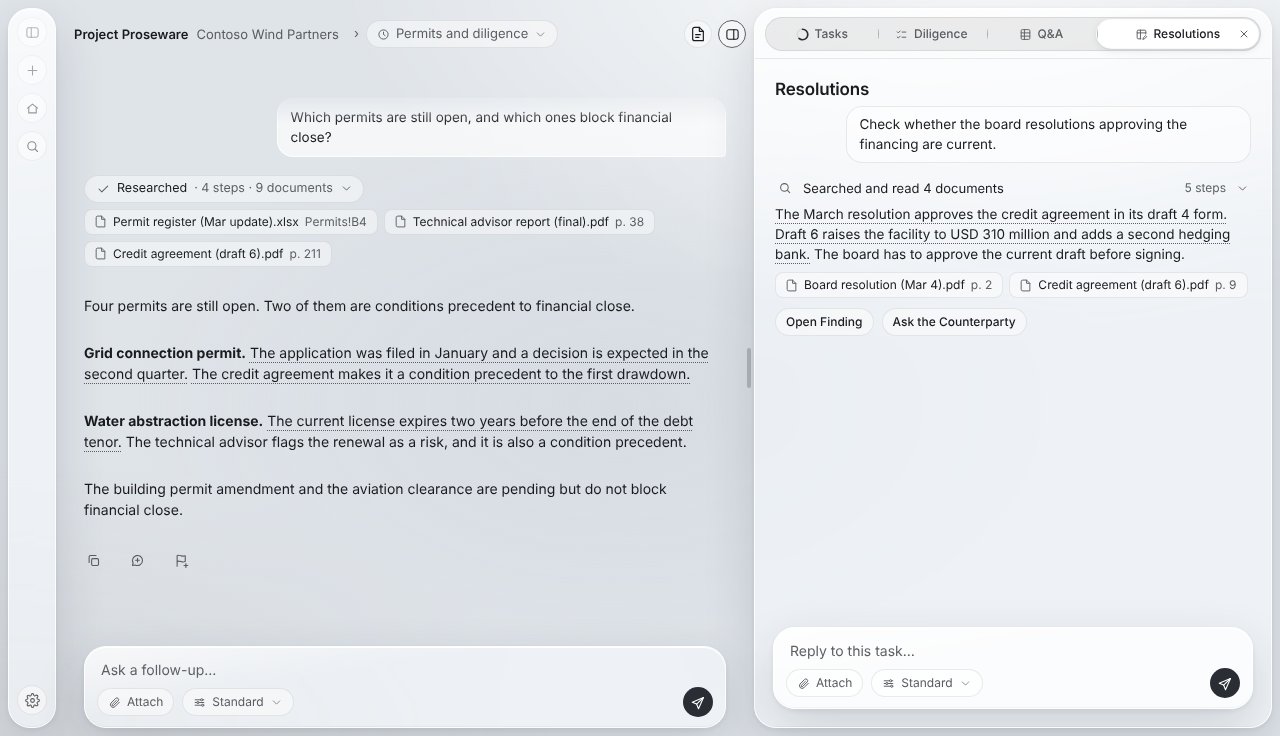 Project Proseware Contoso Wind Partners › Permits and diligence
Which permits are still open, and which ones block financial
close?
Researched · 4 steps · 9 documents
Permit register (Mar update).xlsx Permits!B4
Technical advisor report (final).pdf p. 38
Credit agreement (draft 6).pdf p. 211
Four permits are still open. Two of them are conditions precedent to financial close.
Grid connection permit. The application was filed in January and a decision is expected in the
second quarter. The credit agreement makes it a condition precedent to the first drawdown.
Water abstraction license. The current license expires two years before the end of the debt
tenor. The technical advisor flags the renewal as a risk, and it is also a condition precedent.
The building permit amendment and the aviation clearance are pending but do not block
financial close.
Ask a follow-up...
Attach Standard
Tasks Diligence Q&A Resolutions
Resolutions
Check whether the board resolutions approving the
financing are current.
Searched and read 4 documents 5 steps
The March resolution approves the credit agreement in its draft 4 form.
Draft 6 raises the facility to USD 310 million and adds a second hedging
bank. The board has to approve the current draft before signing.
Board resolution (Mar 4).pdf p. 2
Credit agreement (draft 6).pdf p. 9
Open Finding Ask the Counterparty
Reply to this task...
Attach Standard